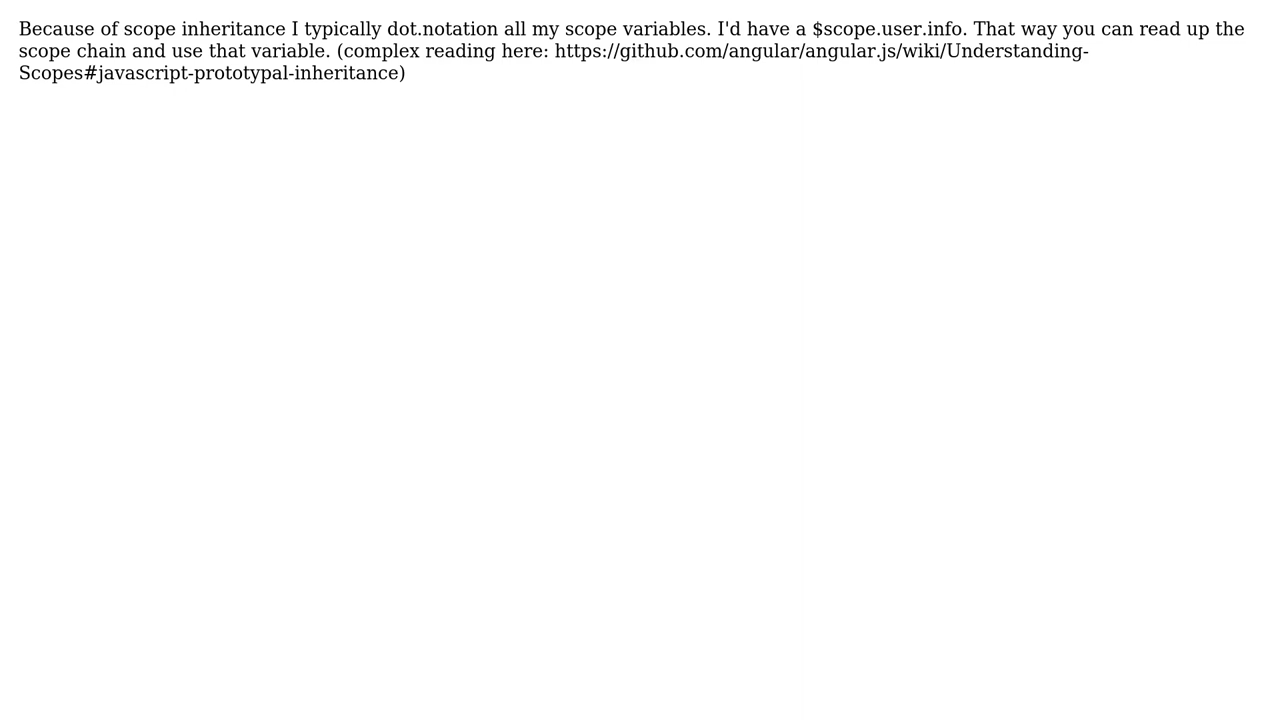 Because of scope inheritance I typically dot.notation all my scope variables. I'd have a $scope.user.info. That way you can read up the
scope chain and use that variable. (complex reading here: https://github.com/angular/angular.js/wiki/Understanding-
Scopes#javascript-prototypal-inheritance)